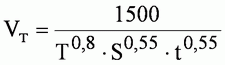 V_T = 1500 / (T^0,8 · S^0,55 · t^0,55)